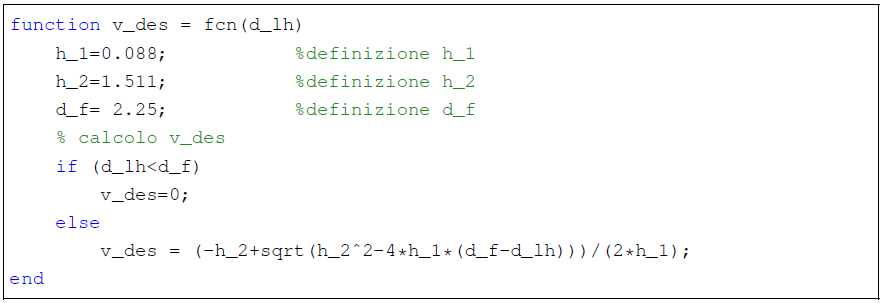 function v_des = fcn(d_lh)
    h_1=0.088;            %definizione h_1
    h_2=1.511;            %definizione h_2
    d_f= 2.25;            %definizione d_f
    % calcolo v_des
    if (d_lh<d_f)
        v_des=0;
    else
        v_des = (-h_2+sqrt(h_2^2-4*h_1*(d_f-d_lh)))/(2*h_1);
end